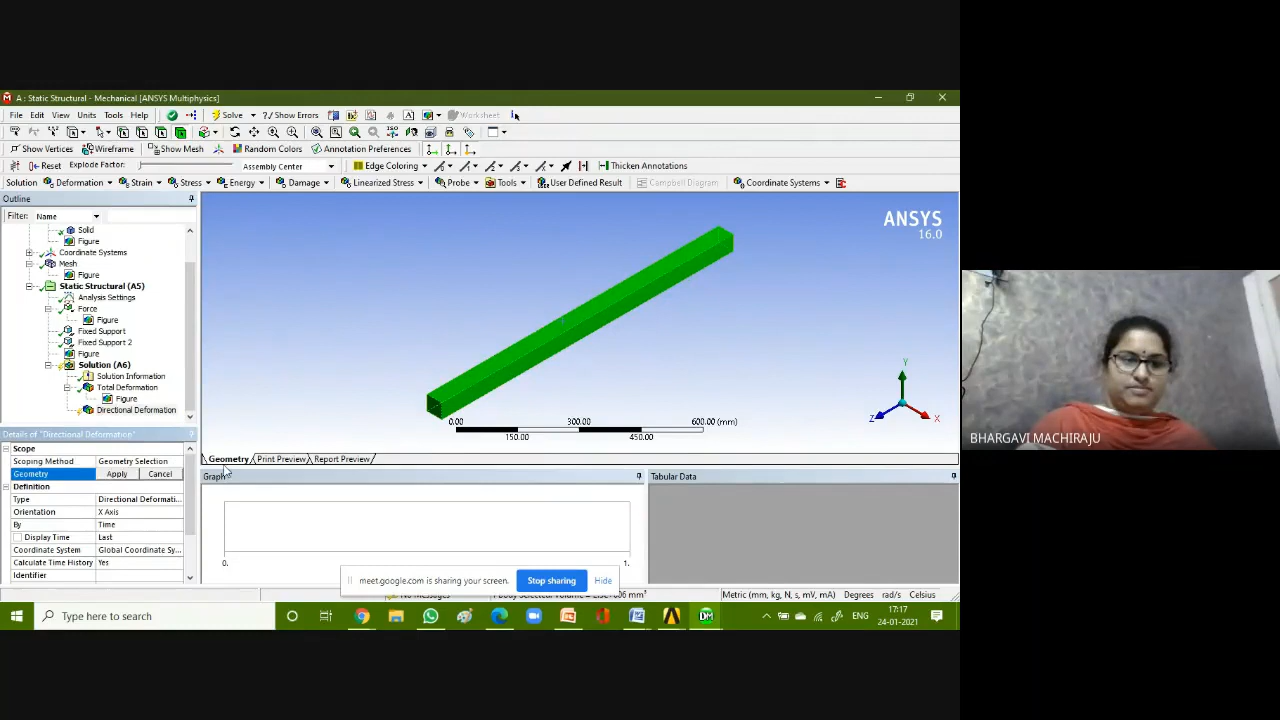 A : Static Structural - Mechanical [ANSYS Multiphysics]
File Edit View Units Tools Help Solve Show Errors Worksheet
Show Vertices Wireframe Show Mesh Random Colors Annotation Preferences
Reset Explode Factor: Assembly Center Edge Coloring Thicken Annotations
Solution Deformation Strain Stress Energy Damage Linearized Stress Probe Tools User Defined Result Campbell Diagram Coordinate Systems
Outline
Filter: Name
Solid
Figure
Coordinate Systems
Mesh
Figure
Static Structural (A5)
Analysis Settings
Force
Figure
Fixed Support
Fixed Support 2
Figure
Solution (A6)
Solution Information
Total Deformation
Figure
Directional Deformation
ANSYS
16.0
Y
X
Z
0.00 300.00 600.00 (mm)
150.00 450.00
Details of "Directional Deformation"
Scope
Scoping Method Geometry Selection
Geometry Apply Cancel
Definition
Type Directional Deformati...
Orientation X Axis
By Time
Display Time Last
Coordinate System Global Coordinate Sy...
Calculate Time History Yes
Identifier
Geometry Print Preview Report Preview
Graph
Tabular Data
0. 1.
meet.google.com is sharing your screen. Stop sharing Hide
No Messages
Metric (mm, kg, N, s, mV, mA) Degrees rad/s Celsius
Type here to search
ENG
17:17
24-01-2021
BHARGAVI MACHIRAJU